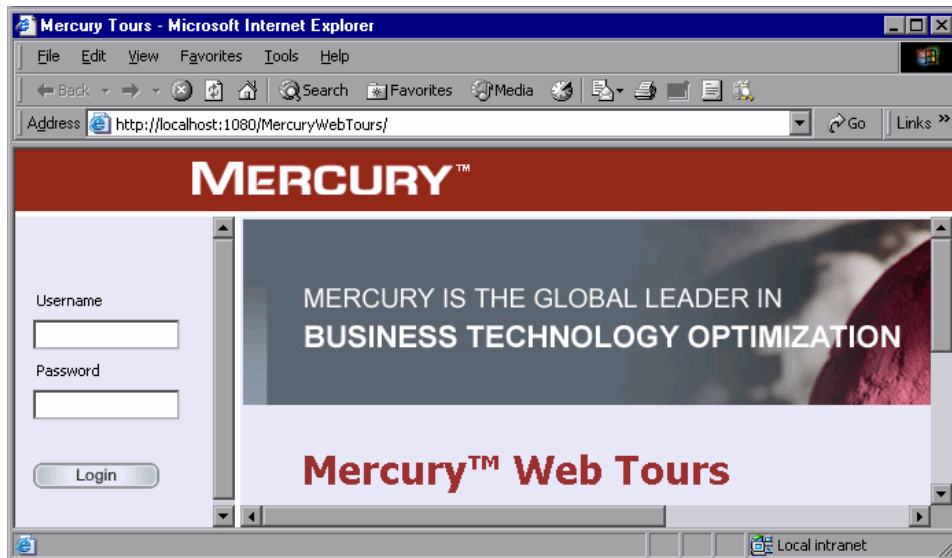 Mercury Tours - Microsoft Internet Explorer
File Edit View Favorites Tools Help
Back Search Favorites Media
Address http://localhost:1080/MercuryWebTours/ Go Links »
MERCURY™
Username
Password
Login
MERCURY IS THE GLOBAL LEADER IN
BUSINESS TECHNOLOGY OPTIMIZATION
Mercury™ Web Tours
Local intranet